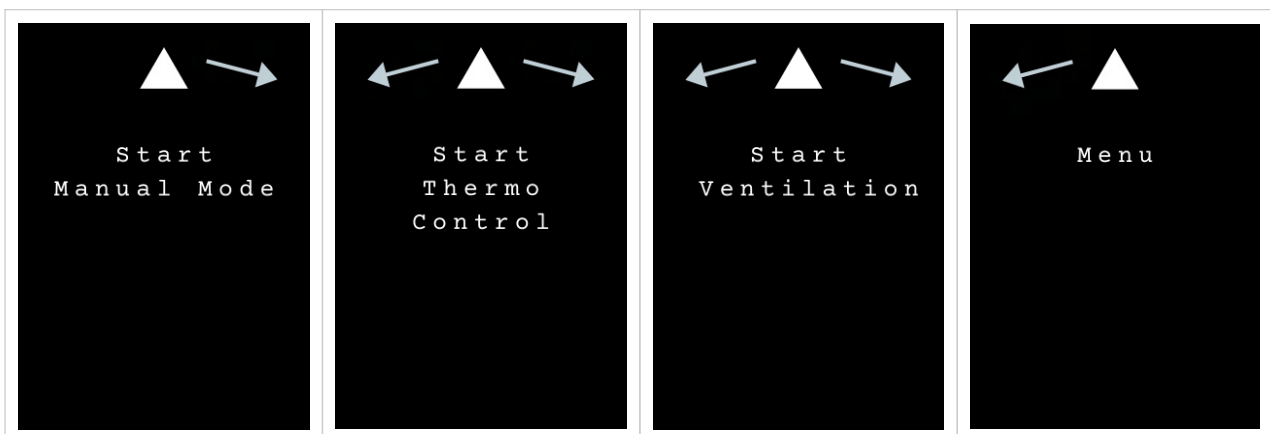 Start
Manual Mode
Start
Thermo
Control
Start
Ventilation
Menu